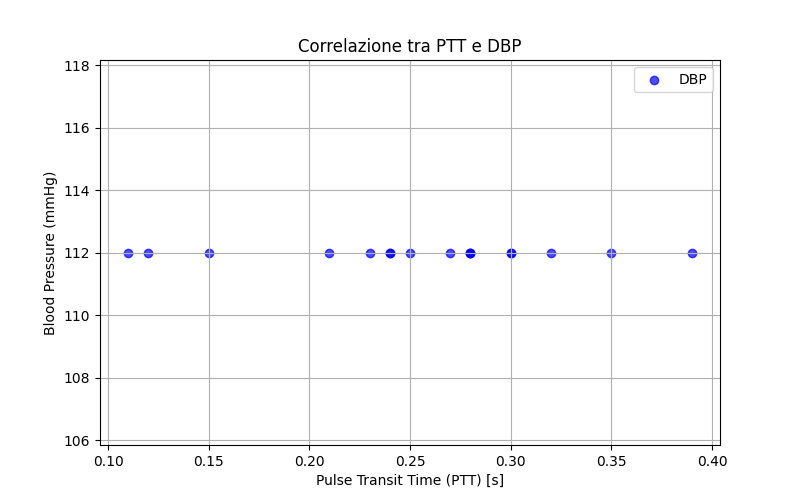 Correlazione tra PTT e DBP
DBP
Blood Pressure (mmHg)
118
116
114
112
110
108
106
0.10 0.15 0.20 0.25 0.30 0.35 0.40
Pulse Transit Time (PTT) [s]